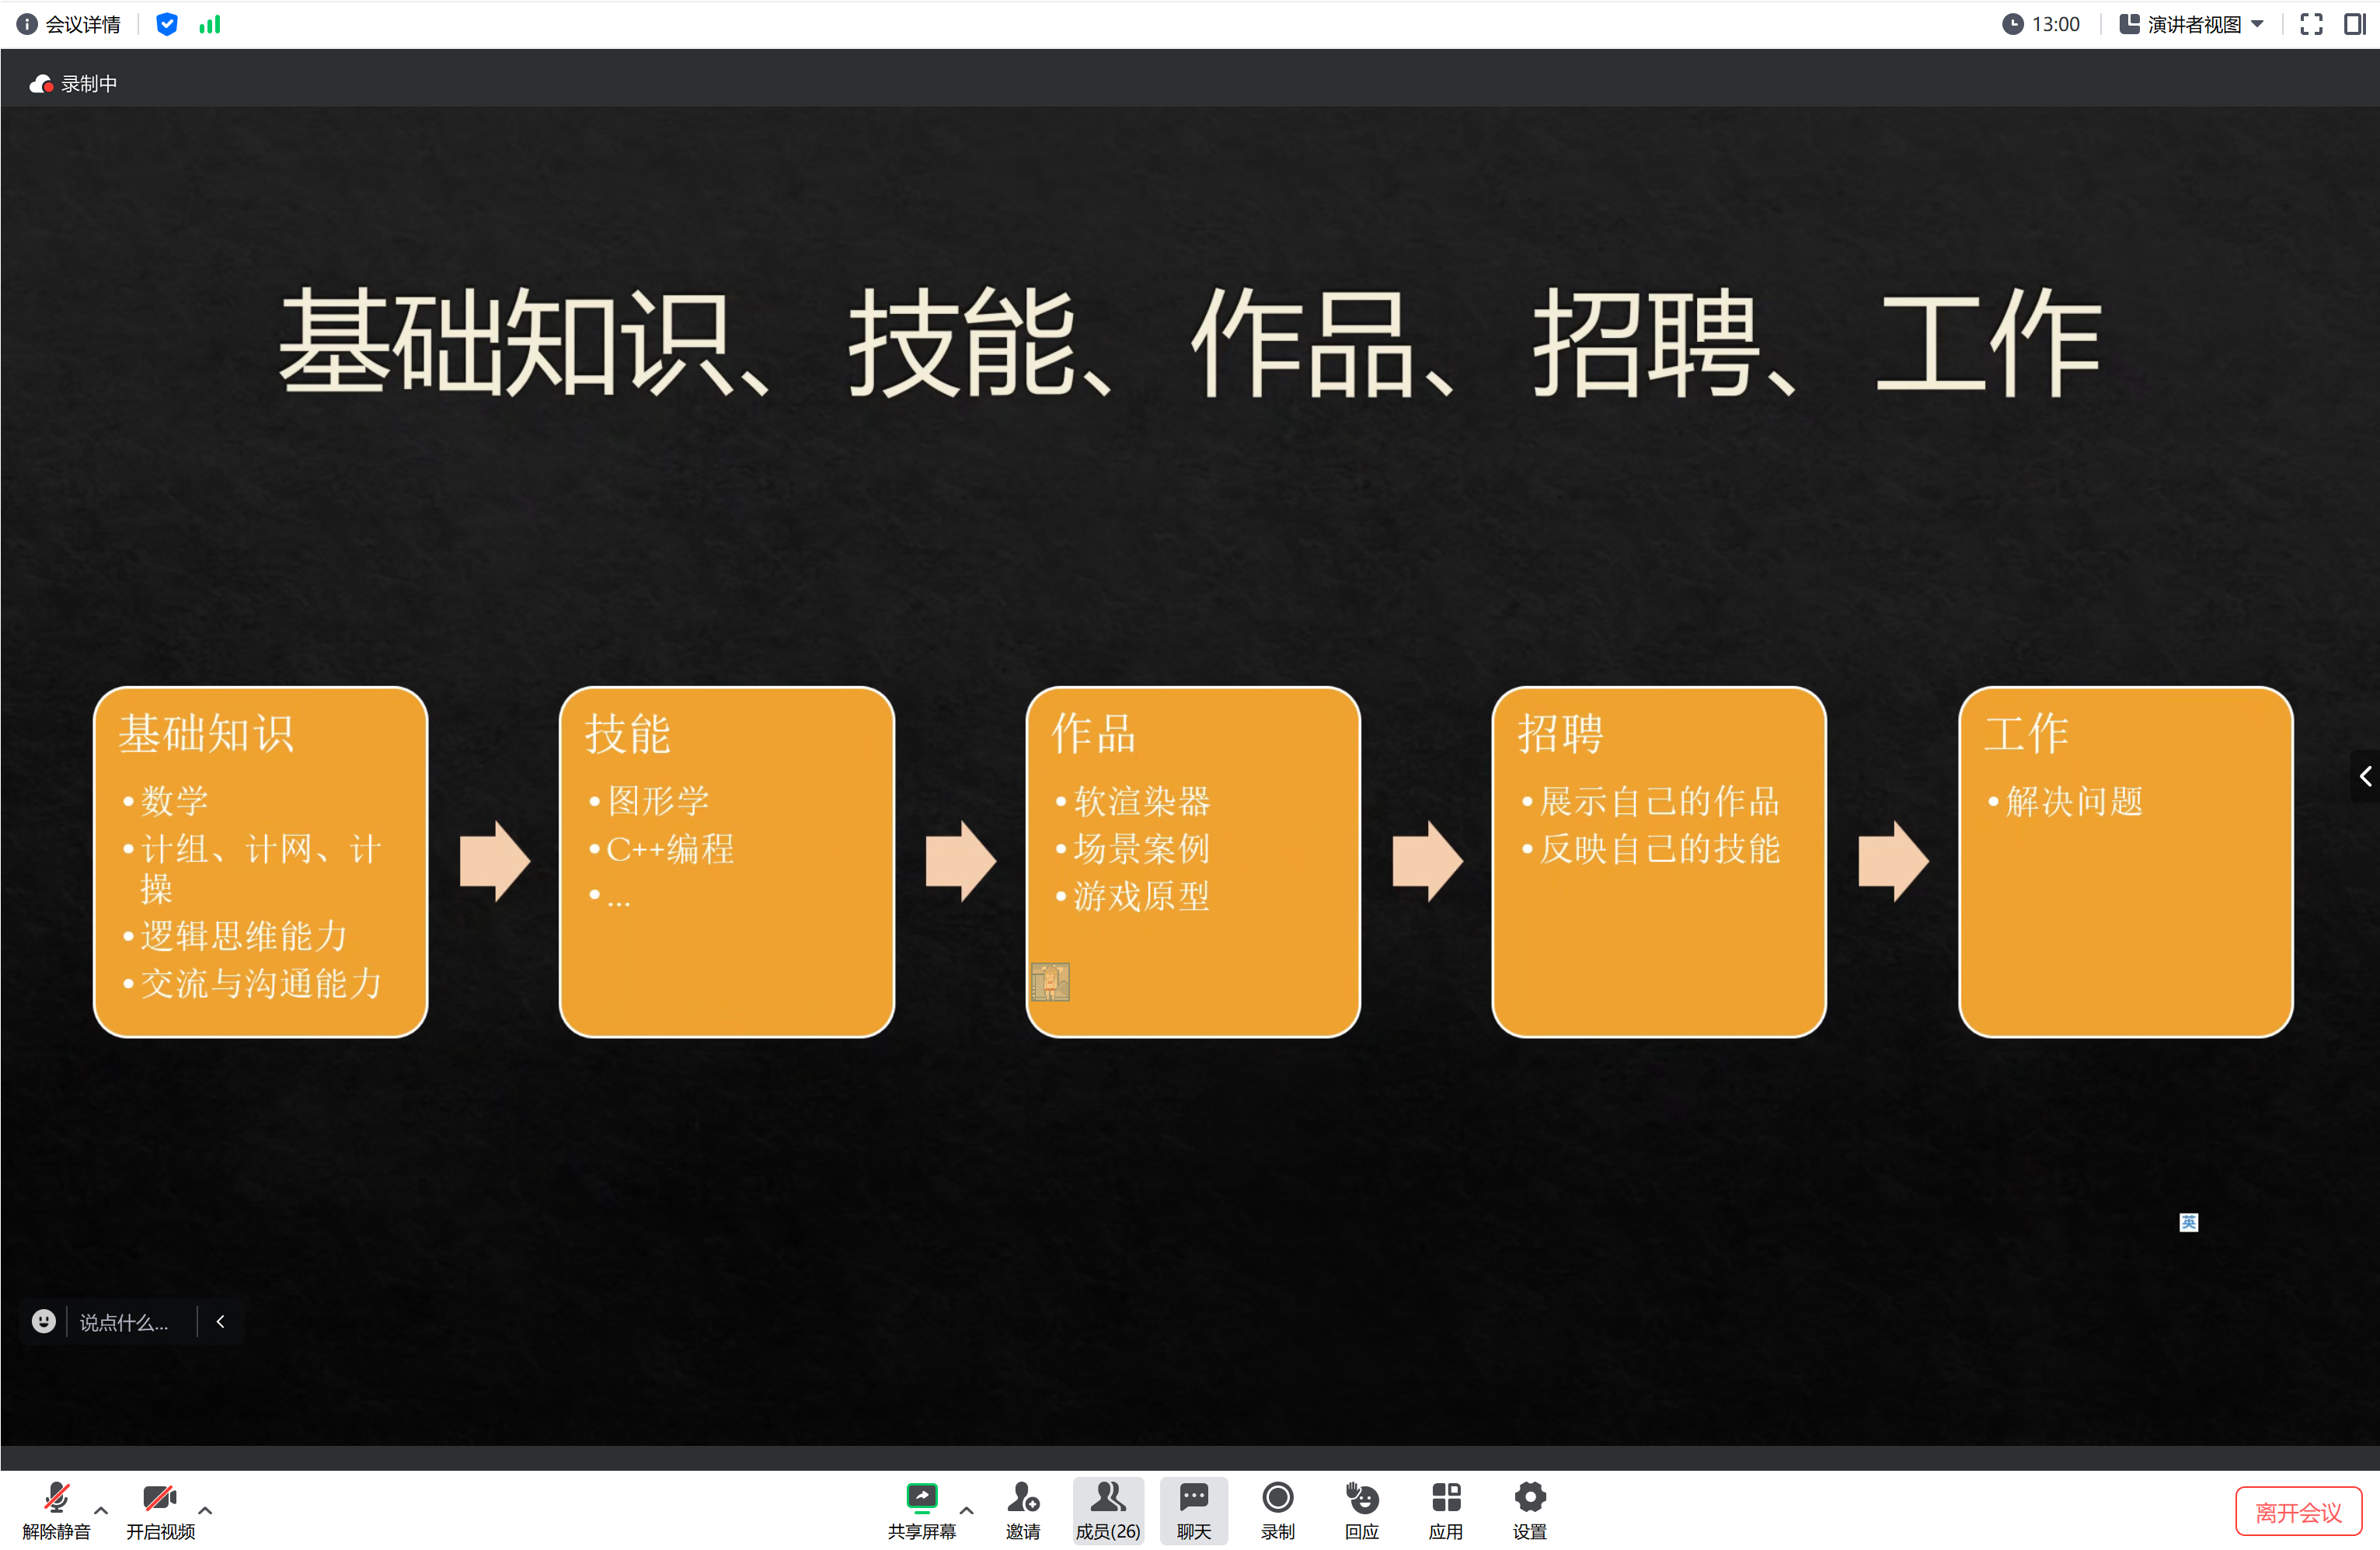 会议详情
13:00
演讲者视图
录制中
基础知识、技能、作品、招聘、工作
基础知识
•数学
•计组、计网、计
操
•逻辑思维能力
•交流与沟通能力
技能
•图形学
•C++编程
•...
作品
•软渲染器
•场景案例
•游戏原型
招聘
•展示自己的作品
•反映自己的技能
工作
•解决问题
英
说点什么...
解除静音
开启视频
共享屏幕
邀请
成员(26)
聊天
录制
回应
应用
设置
离开会议